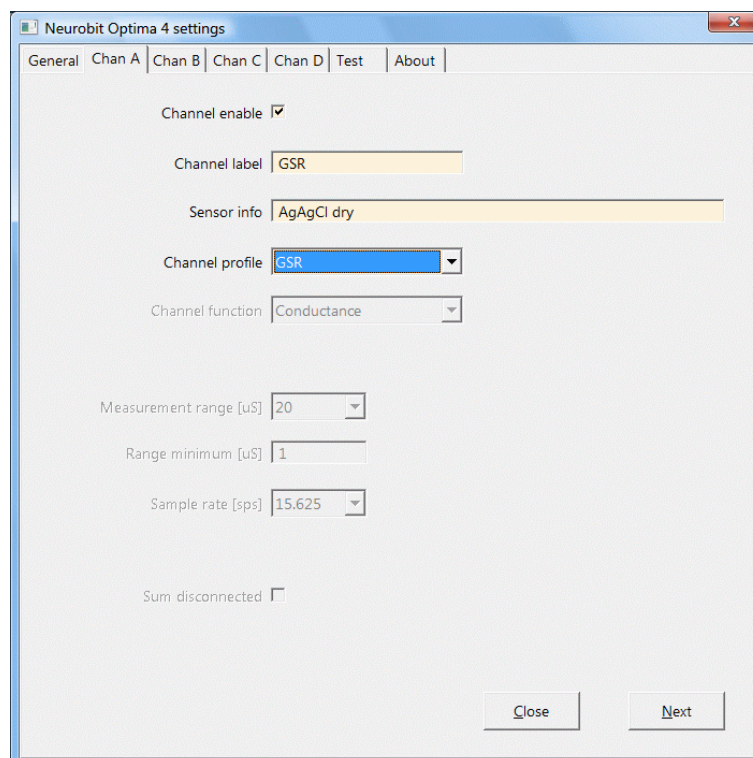 Neurobit Optima 4 settings
General Chan A Chan B Chan C Chan D Test About
Channel enable
Channel label GSR
Sensor info AgAgCl dry
Channel profile GSR
Channel function Conductance
Measurement range [uS] 20
Range minimum [uS] 1
Sample rate [sps] 15.625
Sum disconnected
Close Next